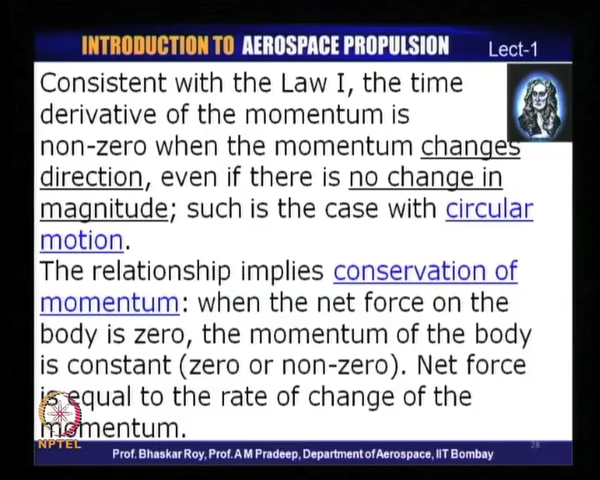 INTRODUCTION TO AEROSPACE PROPULSION
Lect-1
Consistent with the Law I, the time
derivative of the momentum is
non-zero when the momentum changes
direction, even if there is no change in
magnitude; such is the case with circular
motion.
The relationship implies conservation of
momentum: when the net force on the
body is zero, the momentum of the body
is constant (zero or non-zero). Net force
is equal to the rate of change of the
momentum.
NPTEL
Prof. Bhaskar Roy, Prof. A M Pradeep, Department of Aerospace, IIT Bombay
28